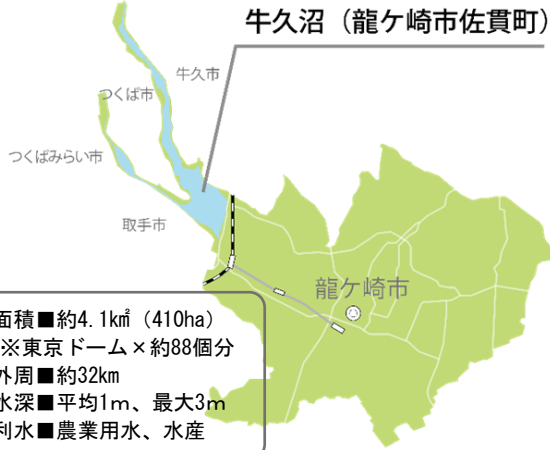 牛久沼（龍ケ崎市佐貫町）
牛久市
つくば市
つくばみらい市
取手市
龍ケ崎市
面積■約4.1㎢（410ha）
※東京ドーム×約88個分
外周■約32km
水深■平均1ｍ、最大3ｍ
利水■農業用水、水産